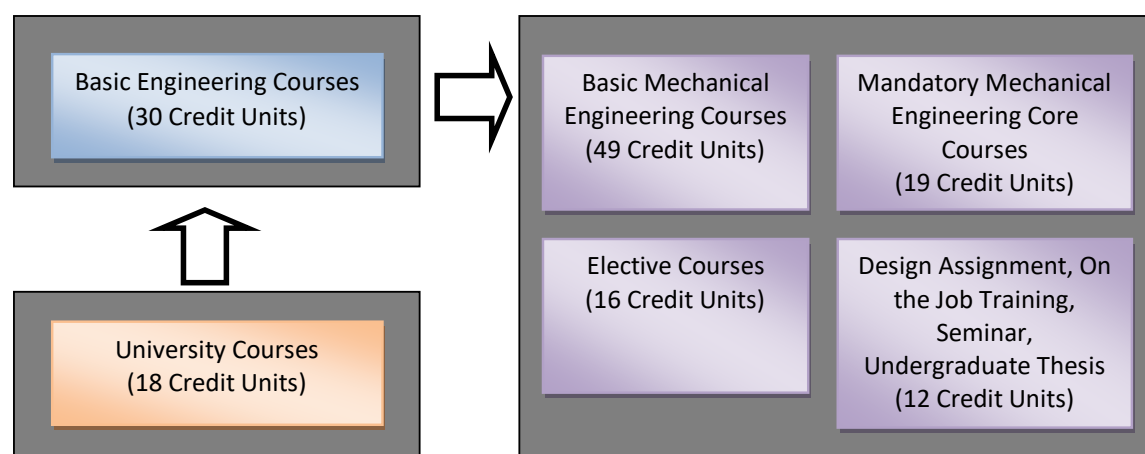 Basic Engineering Courses
(30 Credit Units)
University Courses
(18 Credit Units)
Basic Mechanical
Engineering Courses
(49 Credit Units)
Mandatory Mechanical
Engineering Core
Courses
(19 Credit Units)
Elective Courses
(16 Credit Units)
Design Assignment, On
the Job Training,
Seminar,
Undergraduate Thesis
(12 Credit Units)